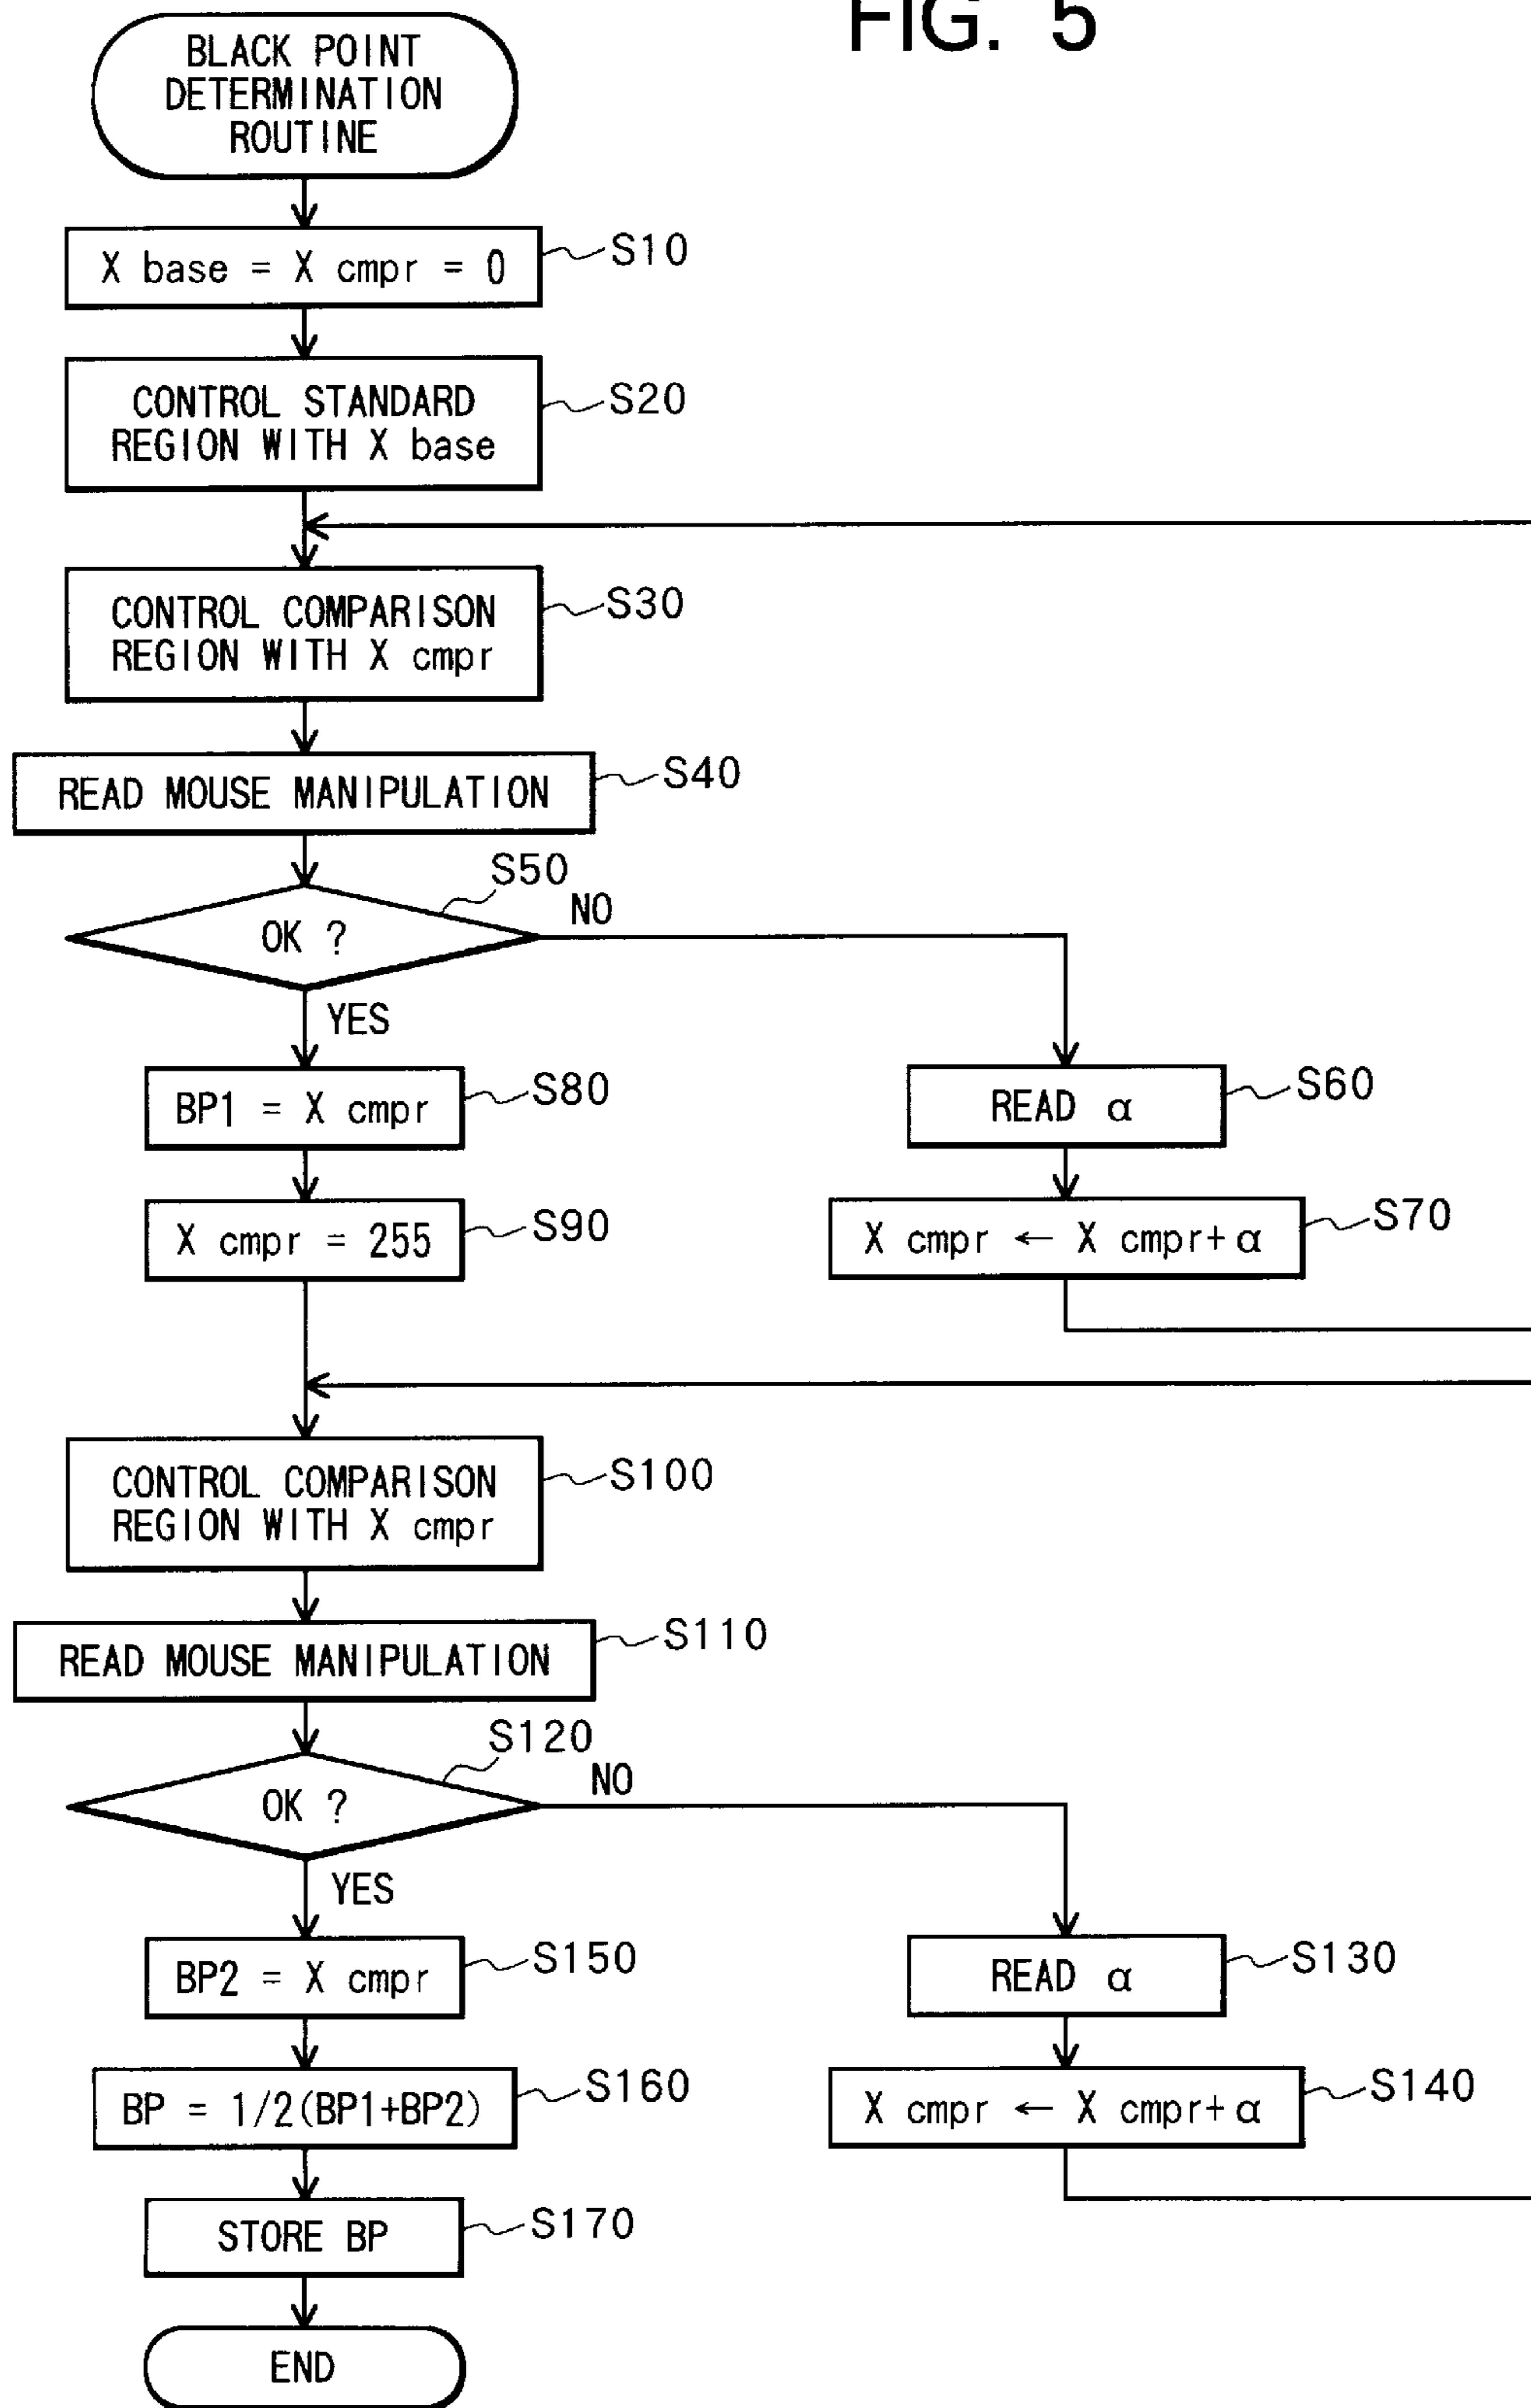 FIG. 5
BLACK POINT
DETERMINATION
ROUTINE
X base = X cmpr = 0
S10
CONTROL STANDARD
REGION WITH X base
S20
CONTROL COMPARISON
REGION WITH X cmpr
S30
READ MOUSE MANIPULATION
S40
OK ?
S50
NO
YES
BP1 = X cmpr
S80
READ α
S60
X cmpr = 255
S90
X cmpr ← X cmpr+α
S70
CONTROL COMPARISON
REGION WITH X cmpr
S100
READ MOUSE MANIPULATION
S110
OK ?
S120
NO
YES
BP2 = X cmpr
S150
READ α
S130
BP = 1/2(BP1+BP2)
S160
X cmpr ← X cmpr+α
S140
STORE BP
S170
END